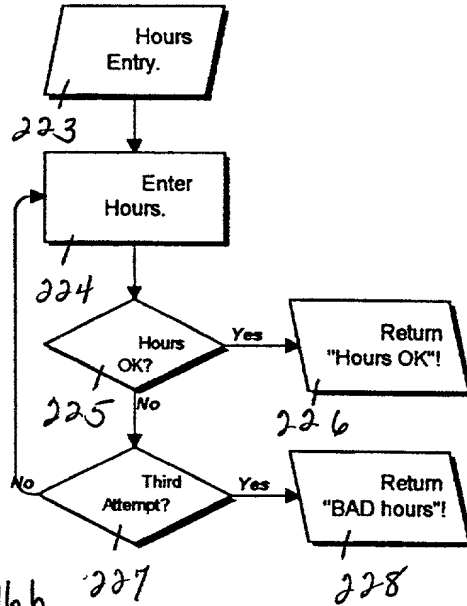 Hours
Entry.
223
Enter
Hours.
224
Hours
OK?
Yes
Return
"Hours OK"!
225
No
226
Third
Attempt?
No
Yes
Return
"BAD hours"!
227
228